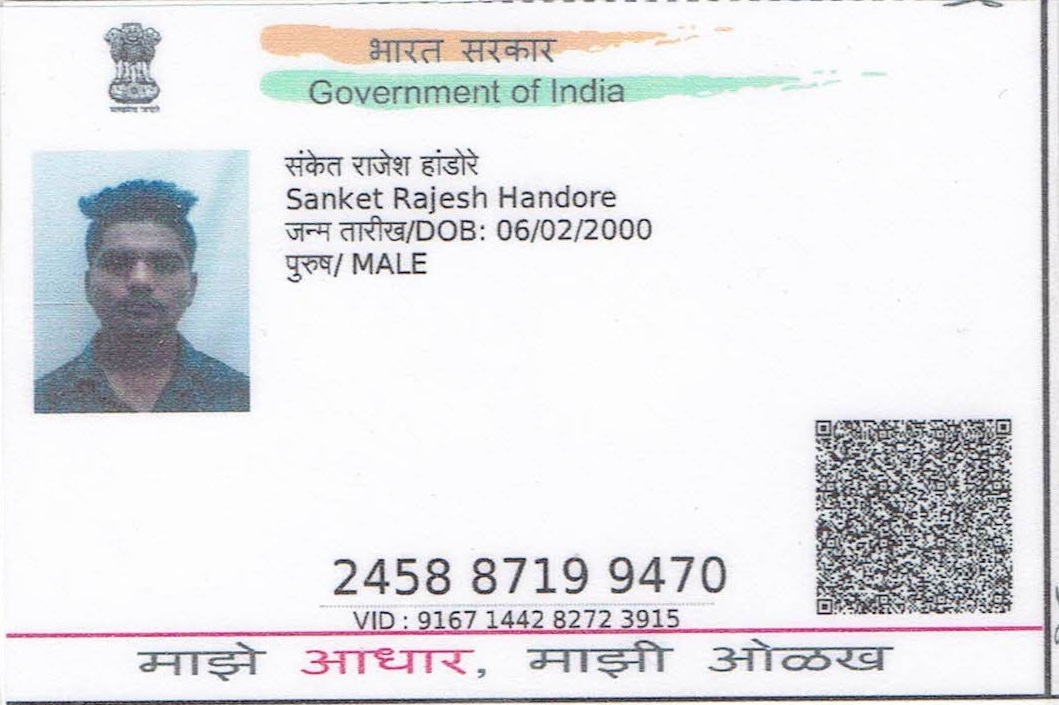 भारत सरकार
Government of India
संकेत राजेश हांडोरे
Sanket Rajesh Handore
जन्म तारीख/DOB: 06/02/2000
पुरुष/ MALE
2458 8719 9470
VID : 9167 1442 8272 3915
माझे आधार, माझी ओळख